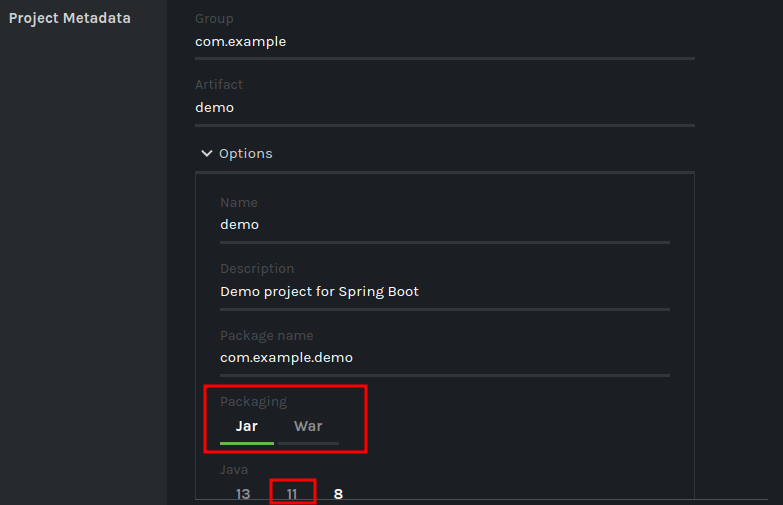 Project Metadata
Group
com.example
Artifact
demo
Options
Name
demo
Description
Demo project for Spring Boot
Package name
com.example.demo
Packaging
Jar War
Java
13 11 8